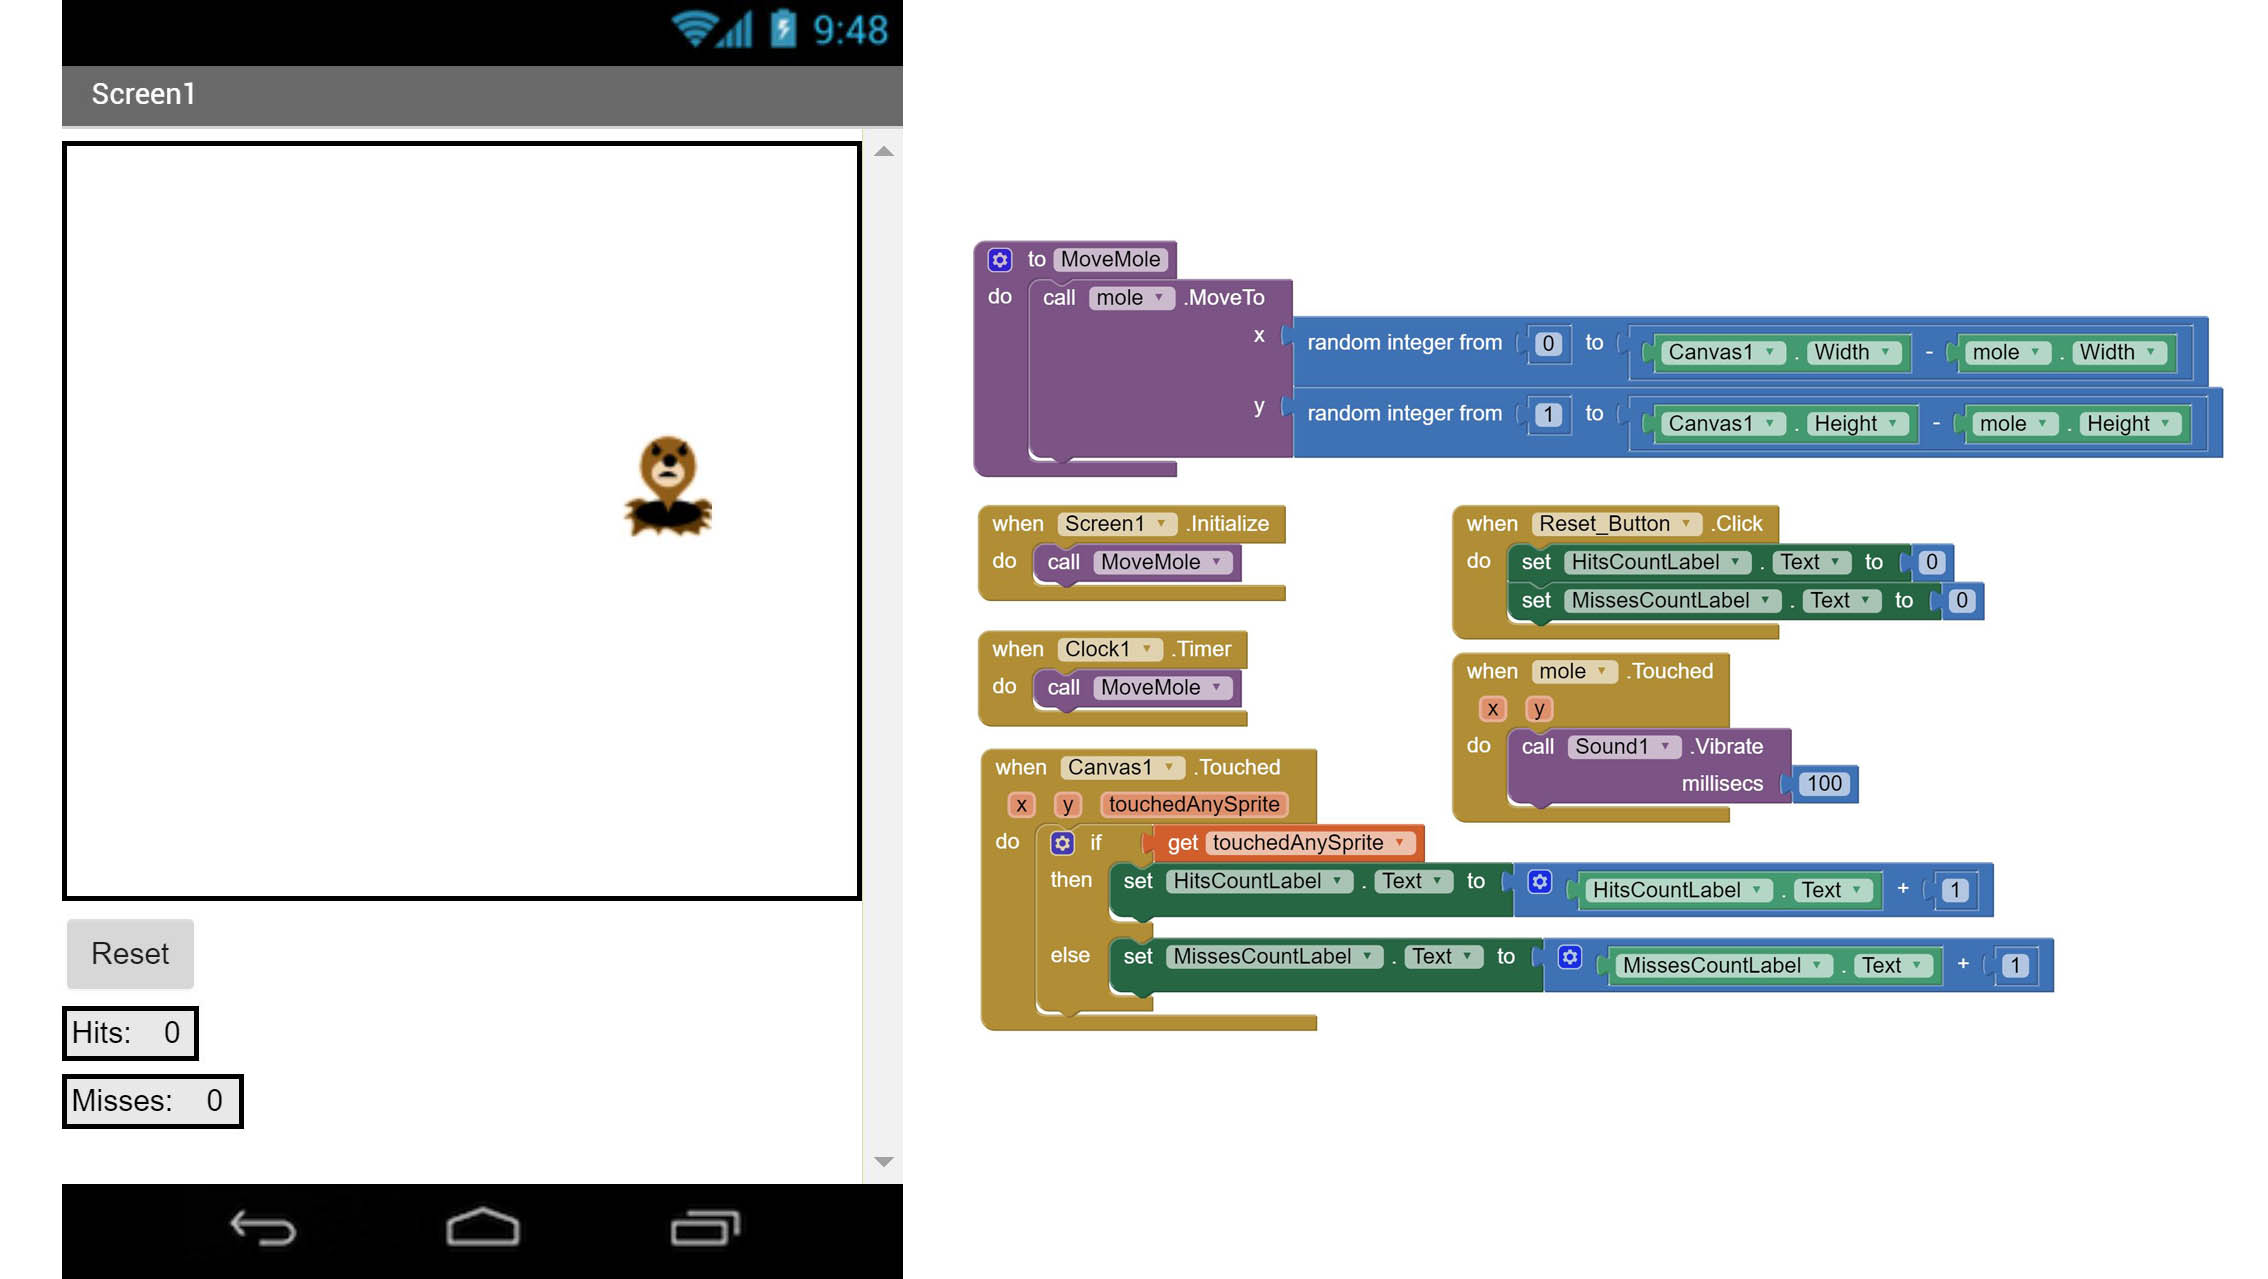 9:48
Screen1
Reset
Hits: 0
Misses: 0
to MoveMole
do call mole .MoveTo
x random integer from 0 to Canvas1 . Width - mole . Width
y random integer from 1 to Canvas1 . Height - mole . Height
when Screen1 .Initialize
do call MoveMole
when Clock1 .Timer
do call MoveMole
when Canvas1 .Touched
x y touchedAnySprite
do if get touchedAnySprite
then set HitsCountLabel . Text to HitsCountLabel . Text + 1
else set MissesCountLabel . Text to MissesCountLabel . Text + 1
when Reset_Button .Click
do set HitsCountLabel . Text to 0
set MissesCountLabel . Text to 0
when mole .Touched
x y
do call Sound1 .Vibrate
millisecs 100